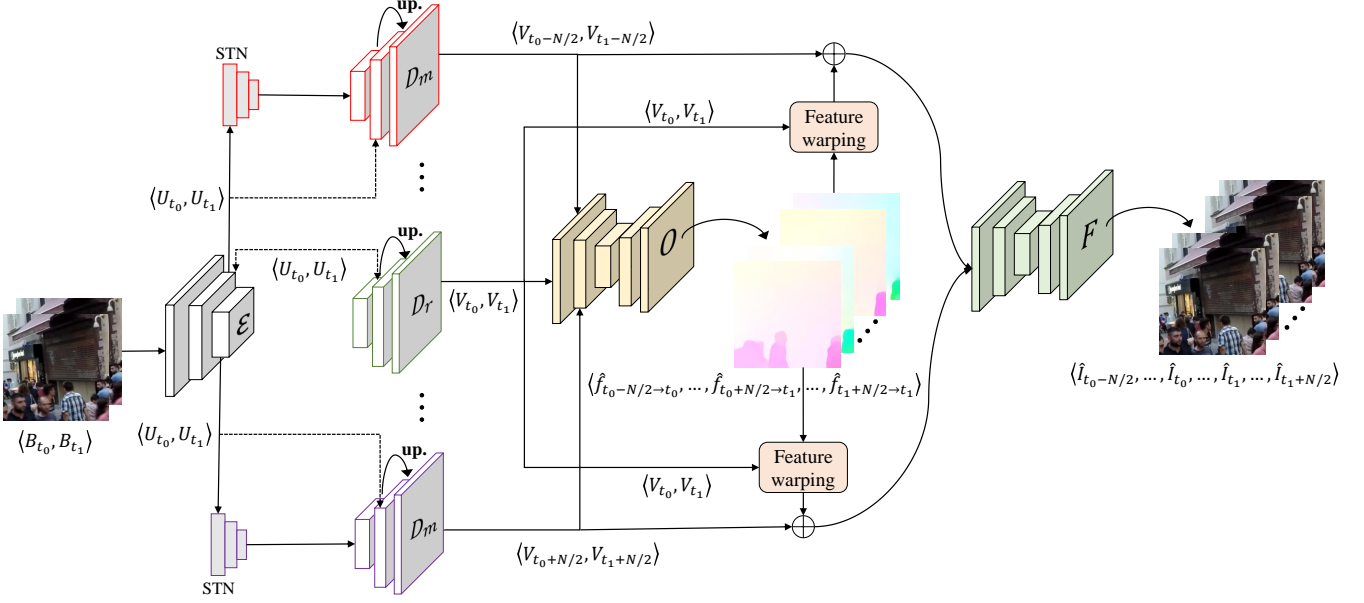 up.
⟨V_{t_0−N/2}, V_{t_1−N/2}⟩
STN
D_m
⟨V_{t_0}, V_{t_1}⟩
Feature
warping
⟨U_{t_0}, U_{t_1}⟩
up.
O
F
⟨U_{t_0}, U_{t_1}⟩
ℰ
D_r
⟨V_{t_0}, V_{t_1}⟩
⟨f̂_{t_0−N/2→t_0}, …, f̂_{t_0+N/2→t_1}, …, f̂_{t_1+N/2→t_1}⟩
⟨Î_{t_0−N/2}, …, Î_{t_0}, …, Î_{t_1}, …, Î_{t_1+N/2}⟩
⟨B_{t_0}, B_{t_1}⟩
⟨U_{t_0}, U_{t_1}⟩
up.
Feature
warping
⟨V_{t_0}, V_{t_1}⟩
D_m
⟨V_{t_0+N/2}, V_{t_1+N/2}⟩
STN